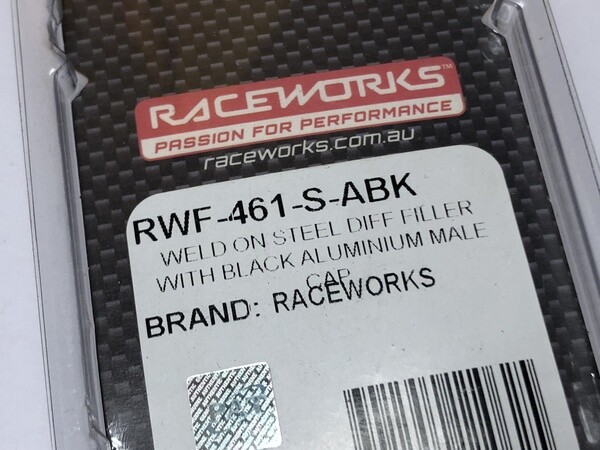 RACEWORKS™
PASSION FOR PERFORMANCE
raceworks.com.au
RWF-461-S-ABK
WELD ON STEEL DIFF FILLER
WITH BLACK ALUMINIUM MALE
CAP
BRAND: RACEWORKS